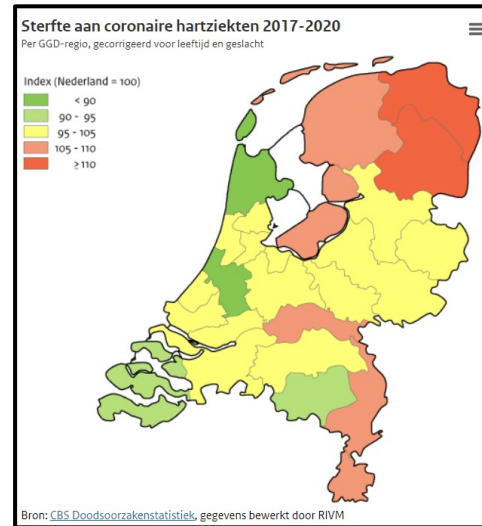 Sterfte aan coronaire hartziekten 2017-2020
Per GGD-regio, gecorrigeerd voor leeftijd en geslacht
Index (Nederland = 100)
< 90
90 - 95
95 - 105
105 - 110
≥ 110
Bron: CBS Doodsoorzakenstatistiek, gegevens bewerkt door RIVM